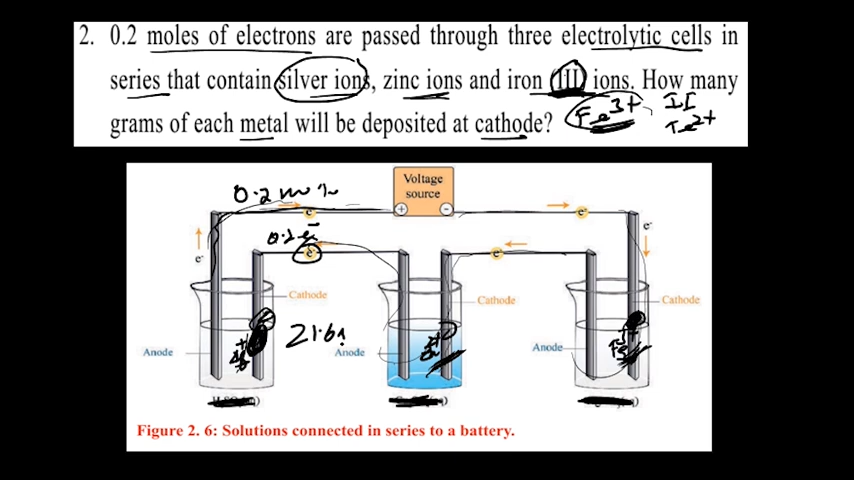 2. 0.2 moles of electrons are passed through three electrolytic cells in
series that contain silver ions, zinc ions and iron (III) ions. How many
grams of each metal will be deposited at cathode?
Fe3+
II
Fe2+
Voltage
source
+ -
0.2 mol
e-
e-
e-
e-
e-
e-
Cathode
Cathode
Cathode
21.6
Anode
Anode
Anode
Figure 2. 6: Solutions connected in series to a battery.